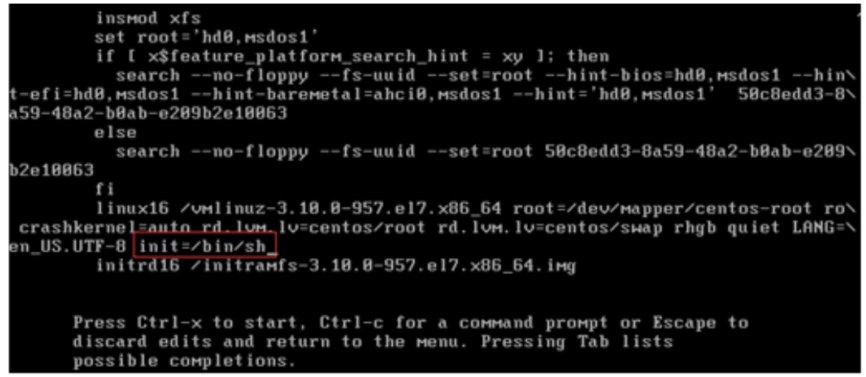 insmod xfs
set root='hd0,msdos1'
if [ x$feature_platform_search_hint = xy ]; then
search --no-floppy --fs-uuid --set=root --hint-bios=hd0,msdos1 --hin\
t-efi=hd0,msdos1 --hint-baremetal=ahci0,msdos1 --hint='hd0,msdos1'  50c8edd3-8\
a59-48a2-b0ab-e209b2e10063
else
search --no-floppy --fs-uuid --set=root 50c8edd3-8a59-48a2-b0ab-e209\
b2e10063
fi
linux16 /vmlinuz-3.10.0-957.el7.x86_64 root=/dev/mapper/centos-root ro\
crashkernel=auto rd.lvm.lv=centos/root rd.lvm.lv=centos/swap rhgb quiet LANG=\
en_US.UTF-8 init=/bin/sh_
initrd16 /initramfs-3.10.0-957.el7.x86_64.img
Press Ctrl-x to start, Ctrl-c for a command prompt or Escape to
discard edits and return to the menu. Pressing Tab lists
possible completions.